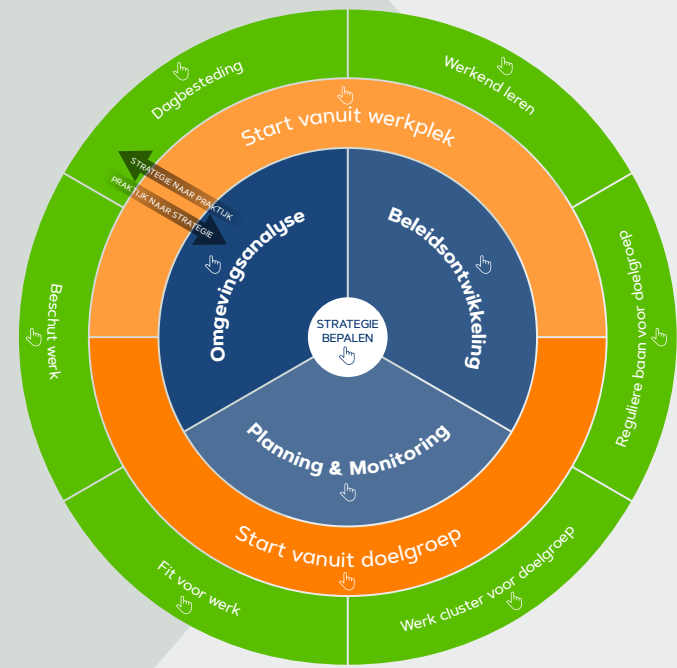 Dagbesteding
Werkend leren
Start vanuit werkplek
STRATEGIE NAAR PRAKTIJK
PRAKTIJK NAAR STRATEGIE
Omgevingsanalyse
Beleidsontwikkeling
Beschut werk
Reguliere baan voor doelgroep
STRATEGIE
BEPALEN
Planning & Monitoring
Start vanuit doelgroep
Fit voor werk
Werk cluster voor doelgroep